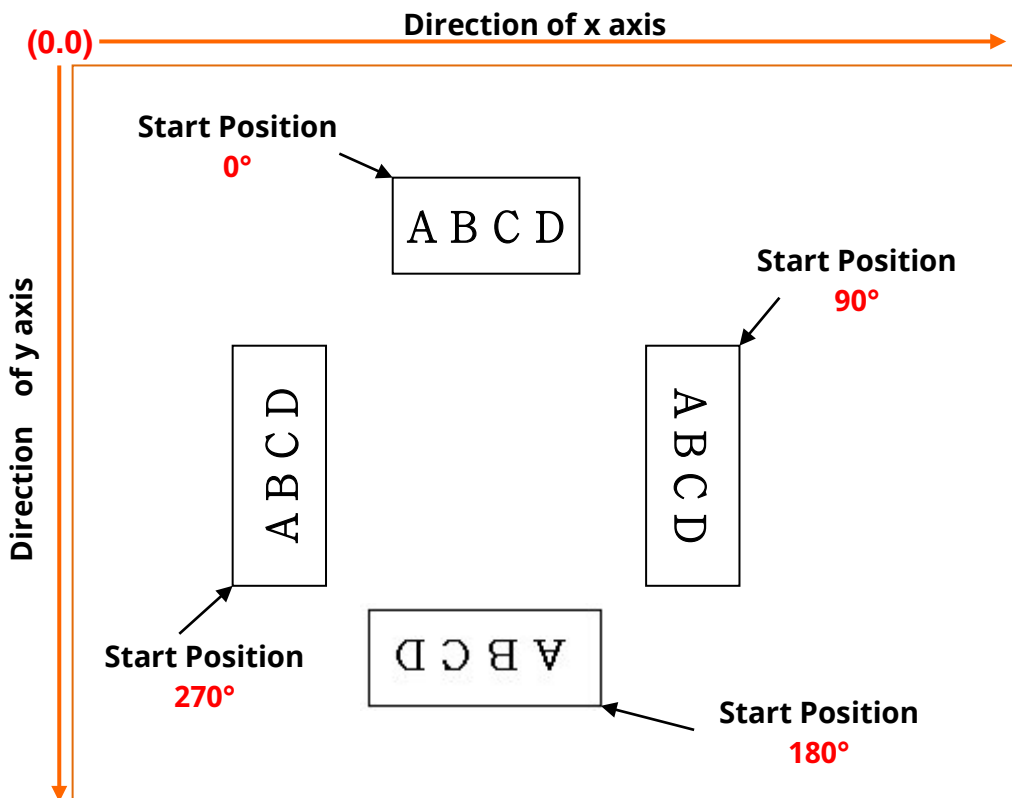 Direction of x axis
(0.0)
Start Position
0°
A B C D
Start Position
90°
Direction of y axis
A B C D
A B C D
A B C D
Start Position
270°
Start Position
180°